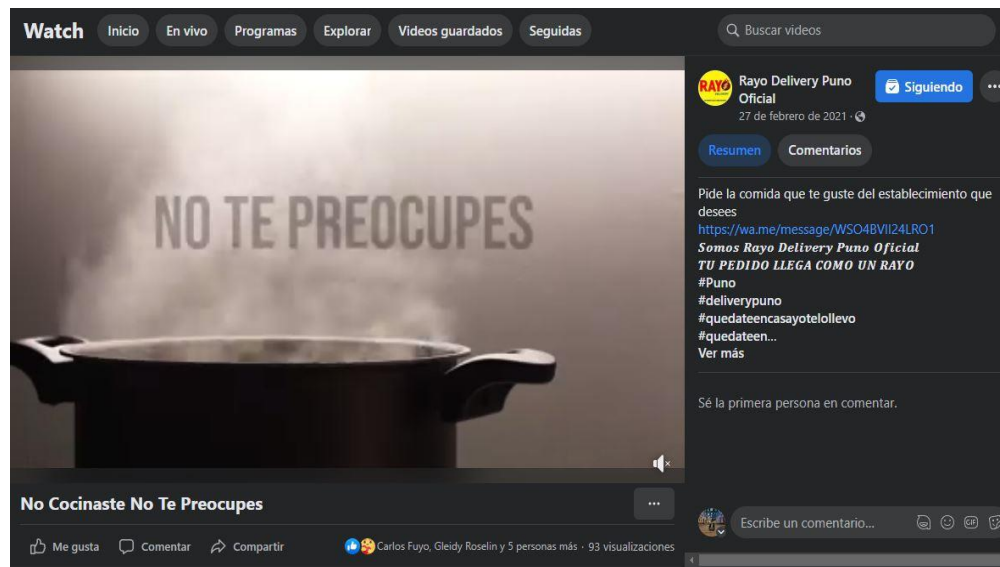 Watch
Inicio
En vivo
Programas
Explorar
Videos guardados
Seguidas
Buscar videos
NO TE PREOCUPES
RAYO
Rayo Delivery Puno
Oficial
27 de febrero de 2021 ·
Siguiendo
Resumen
Comentarios
Pide la comida que te guste del establecimiento que
desees
https://wa.me/message/WSO4BVII24LRO1
Somos Rayo Delivery Puno Oficial
TU PEDIDO LLEGA COMO UN RAYO
#Puno
#deliverypuno
#quedateencasayotelollevo
#quedateen...
Ver más
Sé la primera persona en comentar.
Escribe un comentario...
GIF
No Cocinaste No Te Preocupes
Me gusta
Comentar
Compartir
Carlos Fuyo, Gleidy Roselin y 5 personas más · 93 visualizaciones